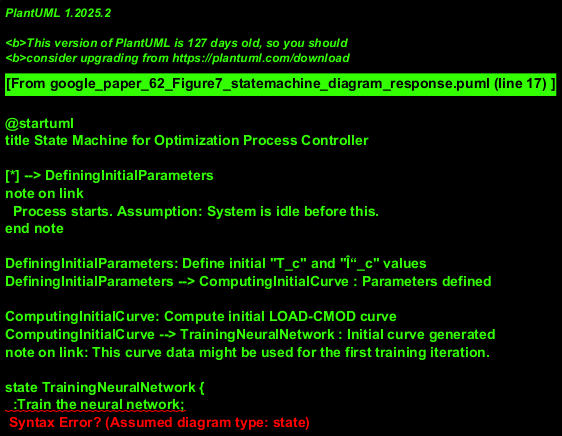 PlantUML 1.2025.2
<b>This version of PlantUML is 127 days old, so you should
<b>consider upgrading from https://plantuml.com/download
[From google_paper_62_Figure7_statemachine_diagram_response.puml (line 17) ]
@startuml
title State Machine for Optimization Process Controller
[*] --> DefiningInitialParameters
note on link
Process starts. Assumption: System is idle before this.
end note
DefiningInitialParameters: Define initial "T_c" and "Î“_c" values
DefiningInitialParameters --> ComputingInitialCurve : Parameters defined
ComputingInitialCurve: Compute initial LOAD-CMOD curve
ComputingInitialCurve --> TrainingNeuralNetwork : Initial curve generated
note on link: This curve data might be used for the first training iteration.
state TrainingNeuralNetwork {
:Train the neural network;
Syntax Error? (Assumed diagram type: state)